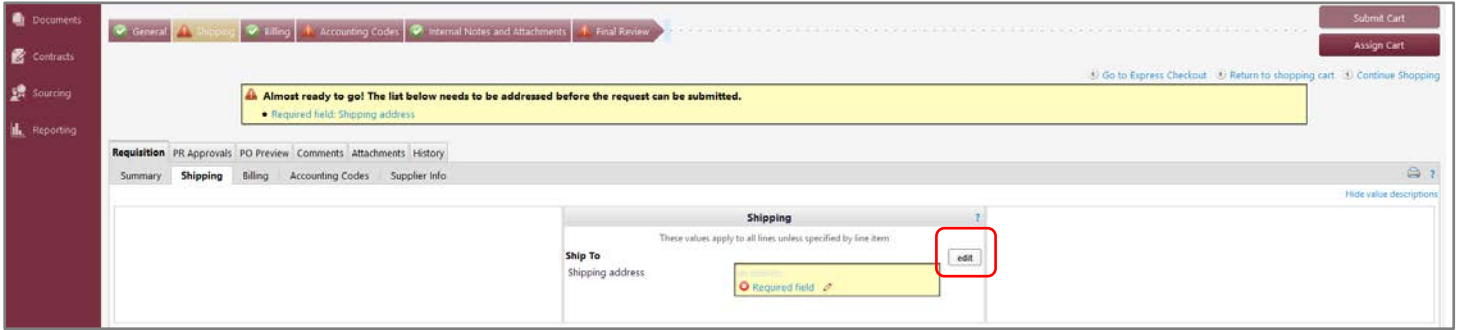 Documents
Contracts
Sourcing
Reporting
General Shipping Billing Accounting Codes Internal Notes and Attachments Final Review
Submit Cart
Assign Cart
Go to Express Checkout Return to shopping cart Continue Shopping
Almost ready to go! The list below needs to be addressed before the request can be submitted.
• Required field: Shipping address
Requisition PR Approvals PO Preview Comments Attachments History
Summary Shipping Billing Accounting Codes Supplier Info ?
Hide value descriptions
Shipping ?
These values apply to all lines unless specified by line item
Ship To edit
Shipping address no address
Required field